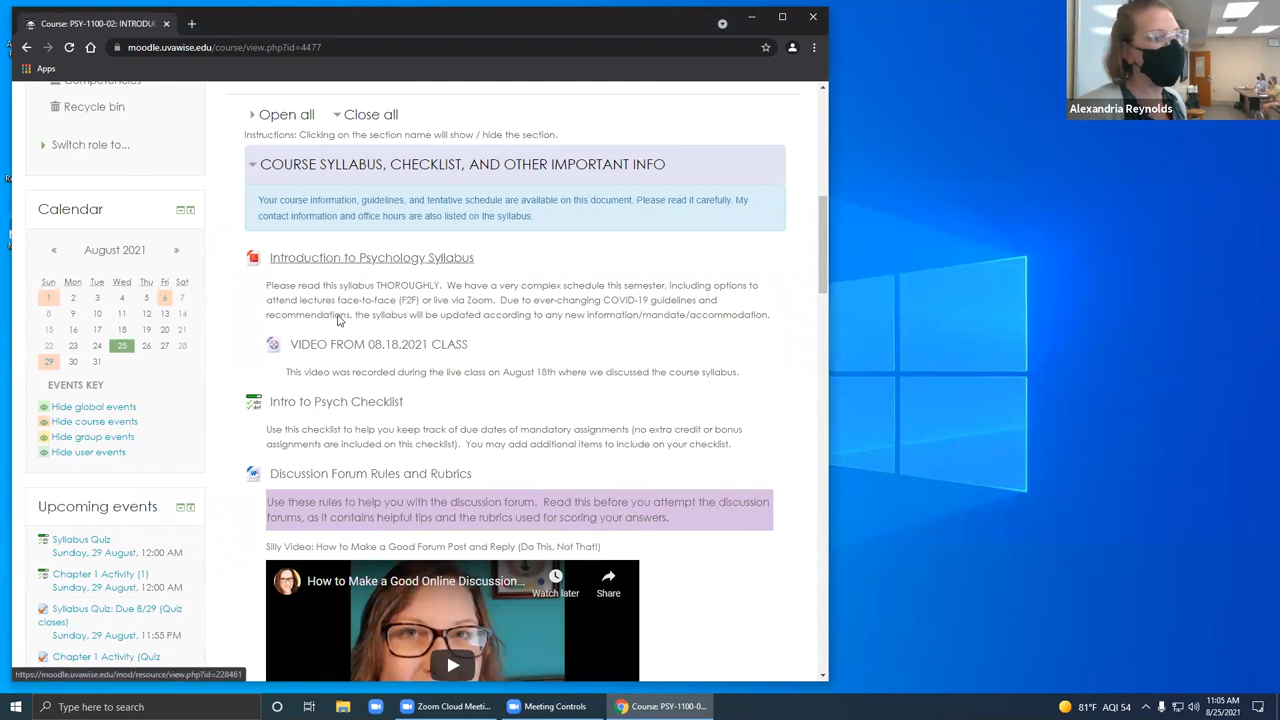 Course: PSY-1100-02: INTRODUC
moodle.uvawise.edu/course/view.php?id=4477
Apps
Alexandria Reynolds
Competencies
Recycle bin
Switch role to...
Calendar
« August 2021 »
Sun Mon Tue Wed Thu Fri Sat
1 2 3 4 5 6 7
8 9 10 11 12 13 14
15 16 17 18 19 20 21
22 23 24 25 26 27 28
29 30 31
EVENTS KEY
Hide global events
Hide course events
Hide group events
Hide user events
Upcoming events
Syllabus Quiz
Sunday, 29 August, 12:00 AM
Chapter 1 Activity (1)
Sunday, 29 August, 12:00 AM
Syllabus Quiz: Due 8/29 (Quiz
closes)
Sunday, 29 August, 11:55 PM
Chapter 1 Activity (Quiz
https://moodle.uvawise.edu/mod/resource/view.php?id=228461
Open all Close all
Instructions: Clicking on the section name will show / hide the section.
COURSE SYLLABUS, CHECKLIST, AND OTHER IMPORTANT INFO
Your course information, guidelines, and tentative schedule are available on this document. Please read it carefully. My
contact information and office hours are also listed on the syllabus.
Introduction to Psychology Syllabus
Please read this syllabus THOROUGHLY. We have a very complex schedule this semester, including options to
attend lectures face-to-face (F2F) or live via Zoom. Due to ever-changing COVID-19 guidelines and
recommendations, the syllabus will be updated according to any new information/mandate/accommodation.
VIDEO FROM 08.18.2021 CLASS
This video was recorded during the live class on August 18th where we discussed the course syllabus.
Intro to Psych Checklist
Use this checklist to help you keep track of due dates of mandatory assignments (no extra credit or bonus
assignments are included on this checklist). You may add additional items to include on your checklist.
Discussion Forum Rules and Rubrics
Use these rules to help you with the discussion forum. Read this before you attempt the discussion
forums, as it contains helpful tips and the rubrics used for scoring your answers.
Silly Video: How to Make a Good Forum Post and Reply (Do This, Not That!)
How to Make a Good Online Discussion...
Watch later
Share
Type here to search
Zoom Cloud Meeti...
Meeting Controls
Course: PSY-1100-0...
81°F AQI 54
11:05 AM
8/25/2021